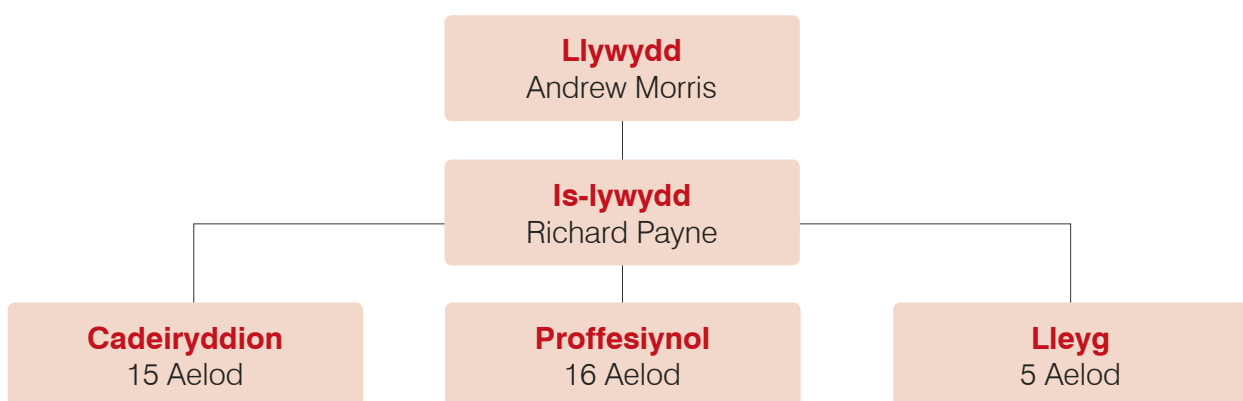 Llywydd
Andrew Morris
Is-lywydd
Richard Payne
Cadeiryddion
15 Aelod
Proffesiynol
16 Aelod
Lleyg
5 Aelod